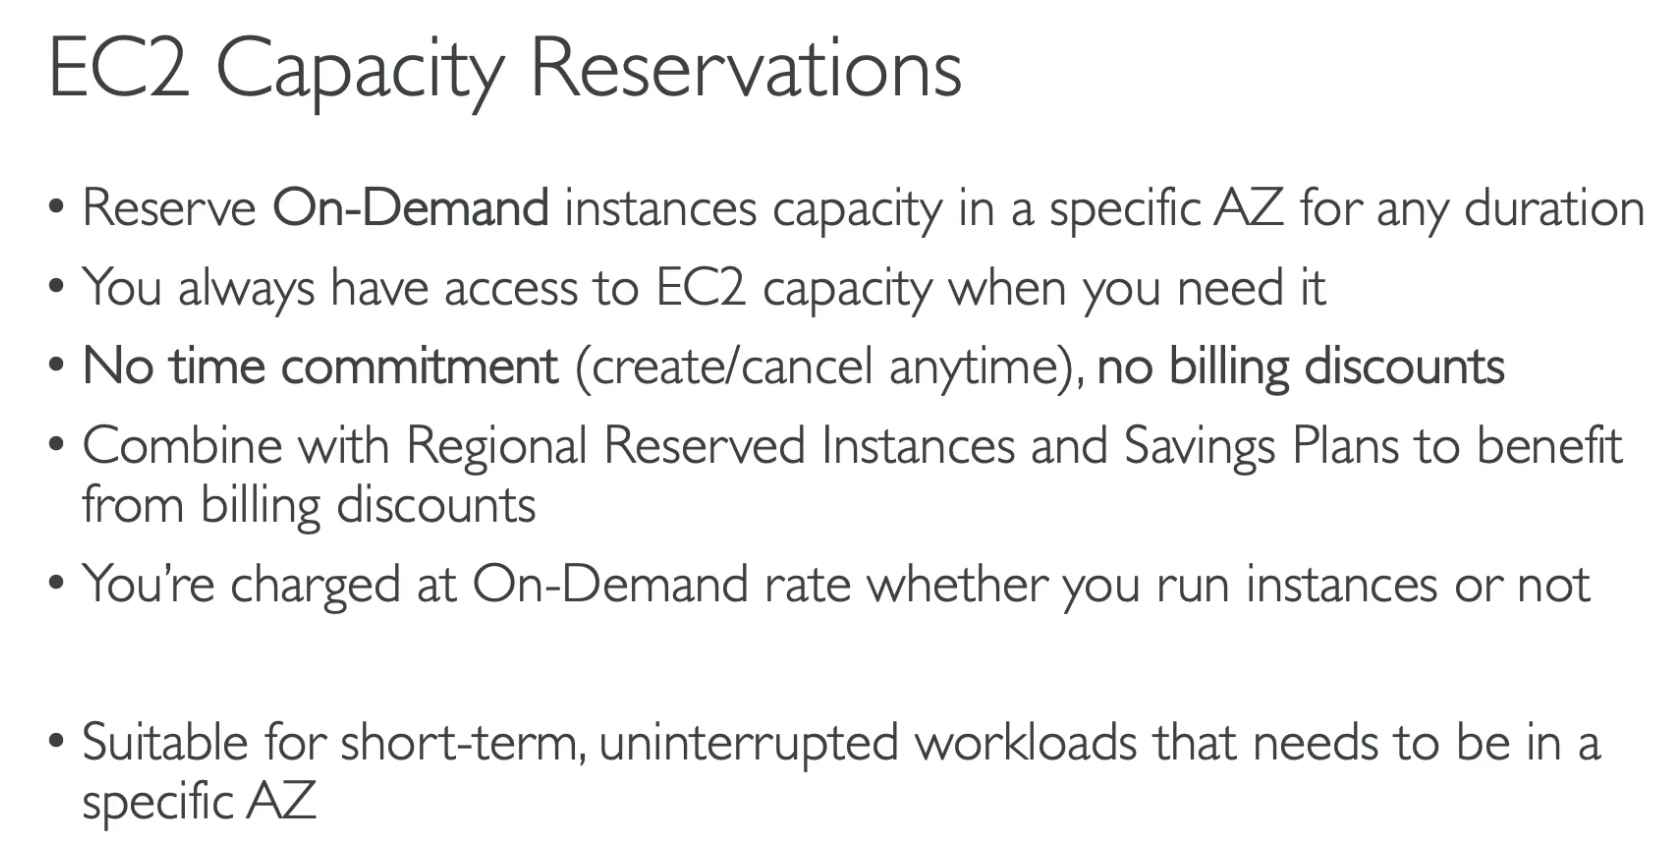 EC2 Capacity Reservations
• Reserve On-Demand instances capacity in a specific AZ for any duration
• You always have access to EC2 capacity when you need it
• No time commitment (create/cancel anytime), no billing discounts
• Combine with Regional Reserved Instances and Savings Plans to benefit
from billing discounts
• You’re charged at On-Demand rate whether you run instances or not
• Suitable for short-term, uninterrupted workloads that needs to be in a
specific AZ